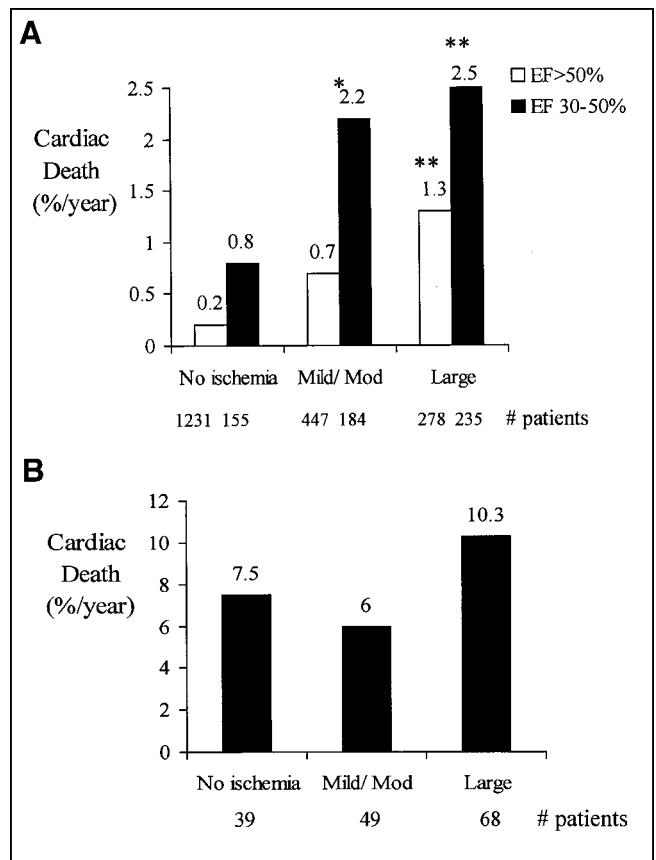 A
Cardiac
Death
(%/year)
2.5
2
1.5
1
0.5
0
0.2
0.8
0.7
*
2.2
**
1.3
**
2.5
EF>50%
EF 30-50%
No ischemia Mild/ Mod Large
1231 155 447 184 278 235 # patients
B
Cardiac
Death
(%/year)
12
10
8
6
4
2
0
7.5
6
10.3
No ischemia Mild/ Mod Large
39 49 68 # patients